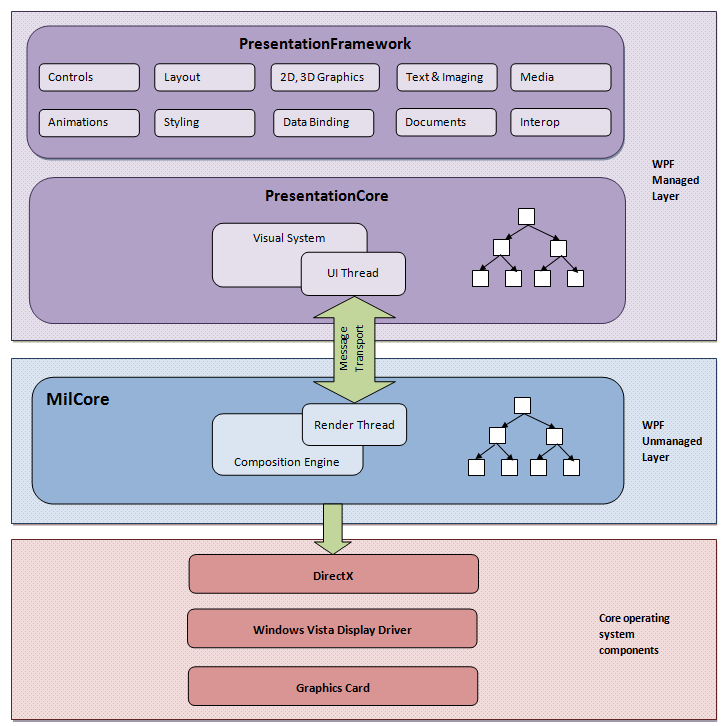 PresentationFramework
Controls
Layout
2D, 3D Graphics
Text & Imaging
Media
Animations
Styling
Data Binding
Documents
Interop
WPF
Managed
Layer
PresentationCore
Visual System
UI Thread
Message
Transport
MilCore
Render Thread
Composition Engine
WPF
Unmanaged
Layer
DirectX
Windows Vista Display Driver
Graphics Card
Core operating
system
components